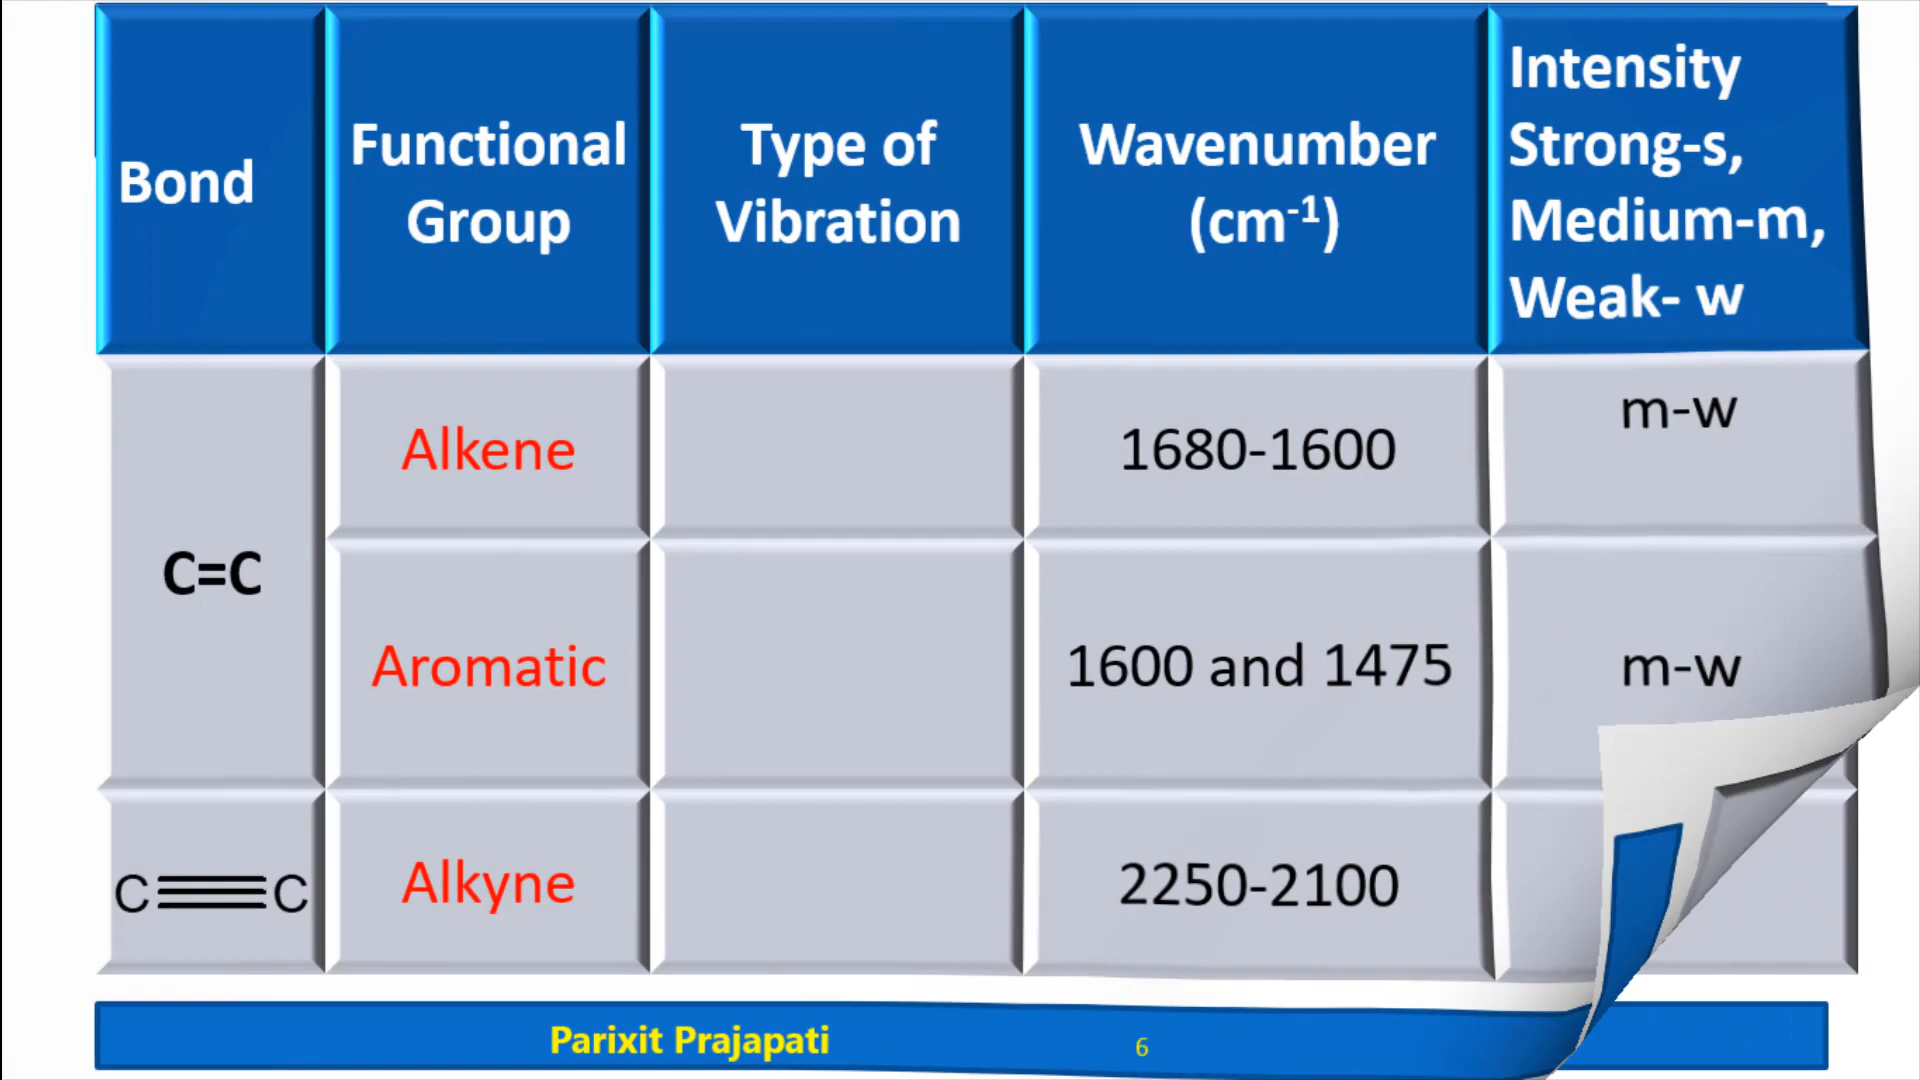 Bond
Functional
Group
Type of
Vibration
Wavenumber
(cm⁻¹)
Intensity
Strong-s,
Medium-m,
Weak- w
C=C
Alkene
1680-1600
m-w
Aromatic
1600 and 1475
m-w
C≡C
Alkyne
2250-2100
Parixit Prajapati
6